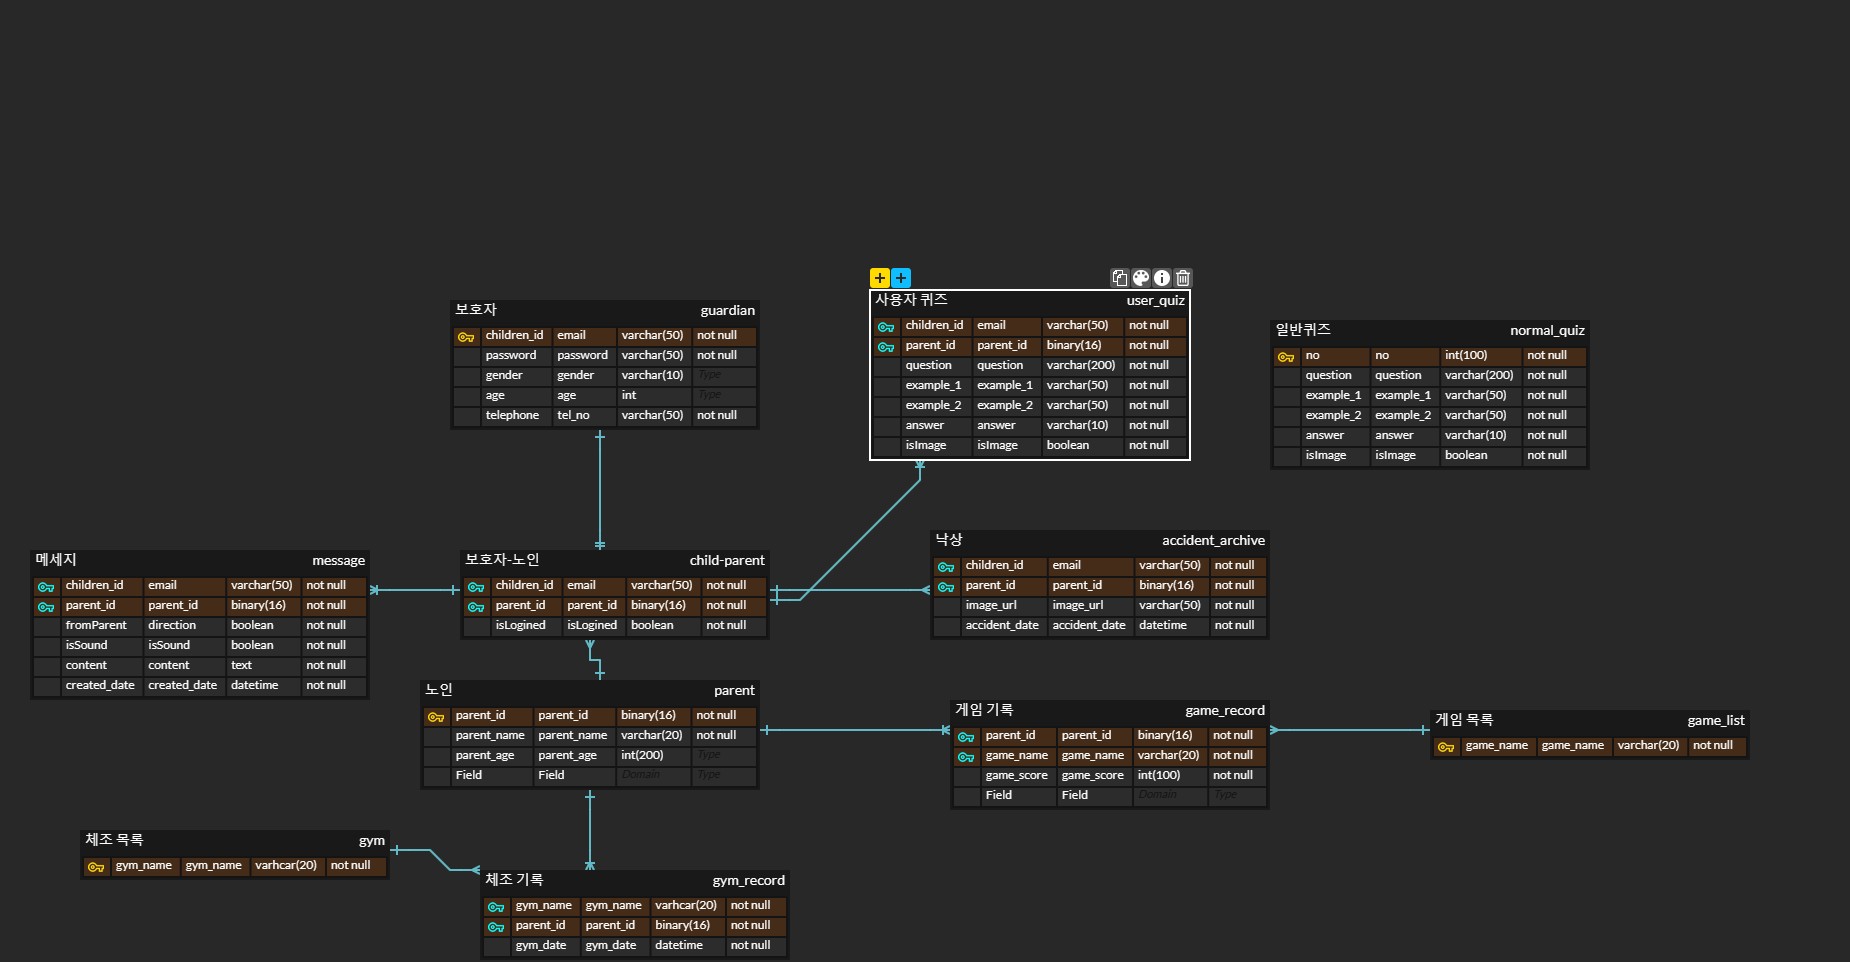 보호자 guardian
children_id email varchar(50) not null
password password varchar(50) not null
gender gender varchar(10) Type
age age int Type
telephone tel_no varchar(50) not null
사용자 퀴즈 user_quiz
children_id email varchar(50) not null
parent_id parent_id binary(16) not null
question question varchar(200) not null
example_1 example_1 varchar(50) not null
example_2 example_2 varchar(50) not null
answer answer varchar(10) not null
isImage isImage boolean not null
일반퀴즈 normal_quiz
no no int(100) not null
question question varchar(200) not null
example_1 example_1 varchar(50) not null
example_2 example_2 varchar(50) not null
answer answer varchar(10) not null
isImage isImage boolean not null
메세지 message
children_id email varchar(50) not null
parent_id parent_id binary(16) not null
fromParent direction boolean not null
isSound isSound boolean not null
content content text not null
created_date created_date datetime not null
보호자-노인 child-parent
children_id email varchar(50) not null
parent_id parent_id binary(16) not null
isLogined isLogined boolean not null
낙상 accident_archive
children_id email varchar(50) not null
parent_id parent_id binary(16) not null
image_url image_url varchar(50) not null
accident_date accident_date datetime not null
노인 parent
parent_id parent_id binary(16) not null
parent_name parent_name varchar(20) not null
parent_age parent_age int(200) Type
Field Field Domain Type
게임 기록 game_record
parent_id parent_id binary(16) not null
game_name game_name varchar(20) not null
game_score game_score int(100) not null
Field Field Domain Type
게임 목록 game_list
game_name game_name varchar(20) not null
체조 목록 gym
gym_name gym_name varhcar(20) not null
체조 기록 gym_record
gym_name gym_name varhcar(20) not null
parent_id parent_id binary(16) not null
gym_date gym_date datetime not null